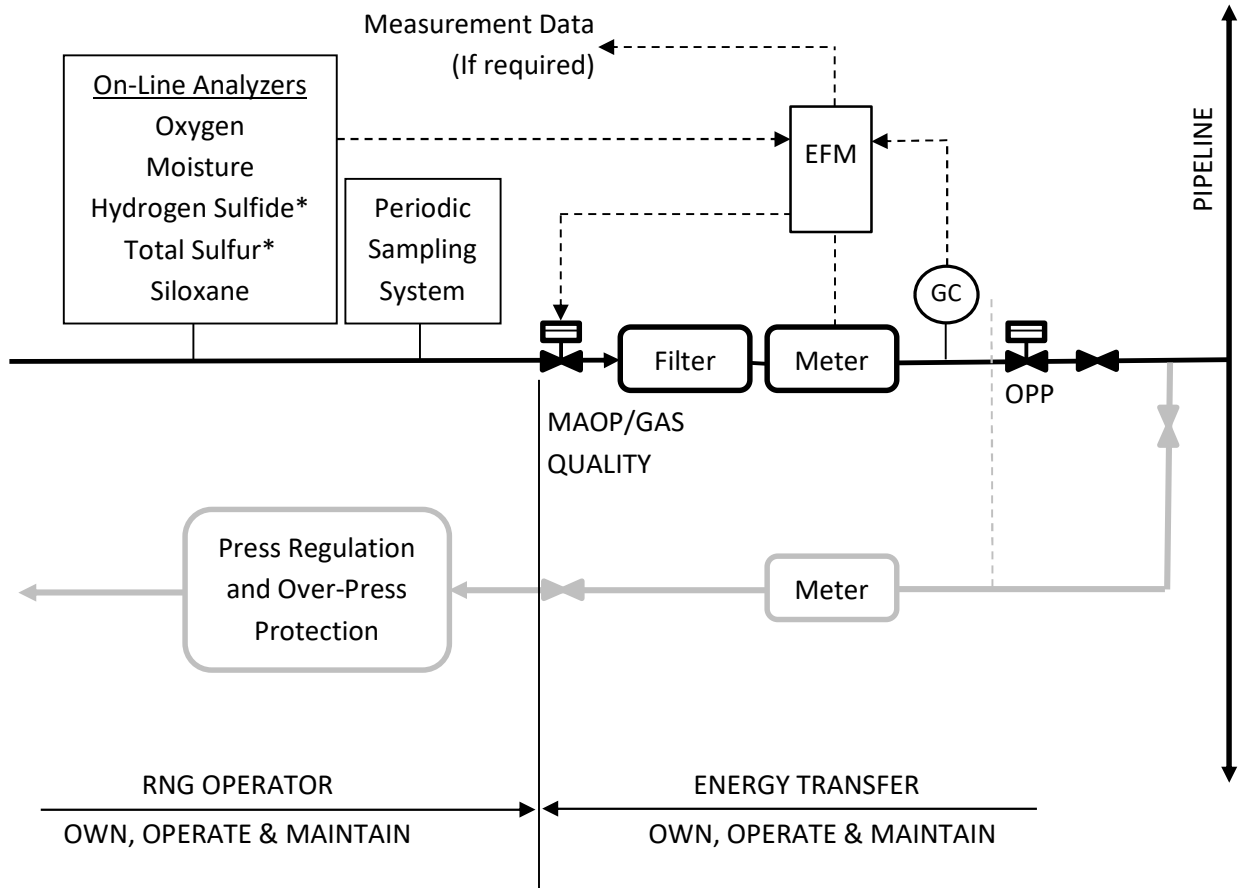 Measurement Data
(If required)
On-Line Analyzers
Oxygen
Moisture
Hydrogen Sulfide*
Total Sulfur*
Siloxane
Periodic
Sampling
System
EFM
GC
PIPELINE
Filter
Meter
OPP
MAOP/GAS
QUALITY
Press Regulation
and Over-Press
Protection
Meter
RNG OPERATOR
OWN, OPERATE & MAINTAIN
ENERGY TRANSFER
OWN, OPERATE & MAINTAIN